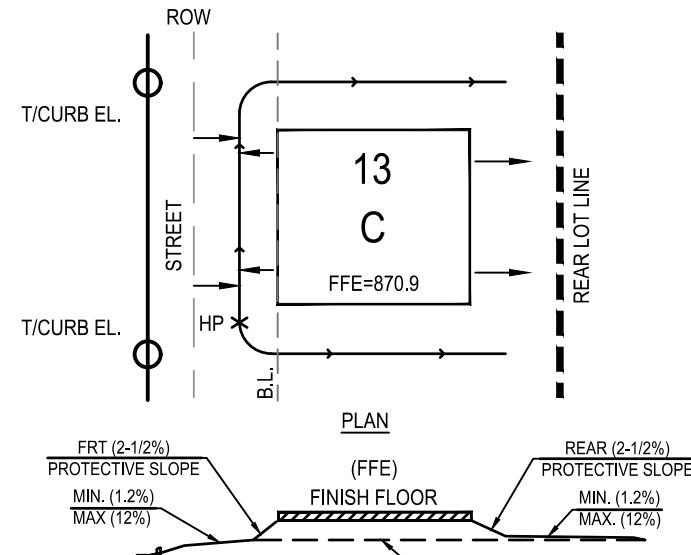 ROW
T/CURB EL.
STREET
13
C
FFE=870.9
REAR LOT LINE
T/CURB EL.
HP
B.L.
PLAN
FRT (2-1/2%)
PROTECTIVE SLOPE
(FFE)
FINISH FLOOR
REAR (2-1/2%)
PROTECTIVE SLOPE
MIN. (1.2%)
MAX (12%)
MIN. (1.2%)
MAX. (12%)